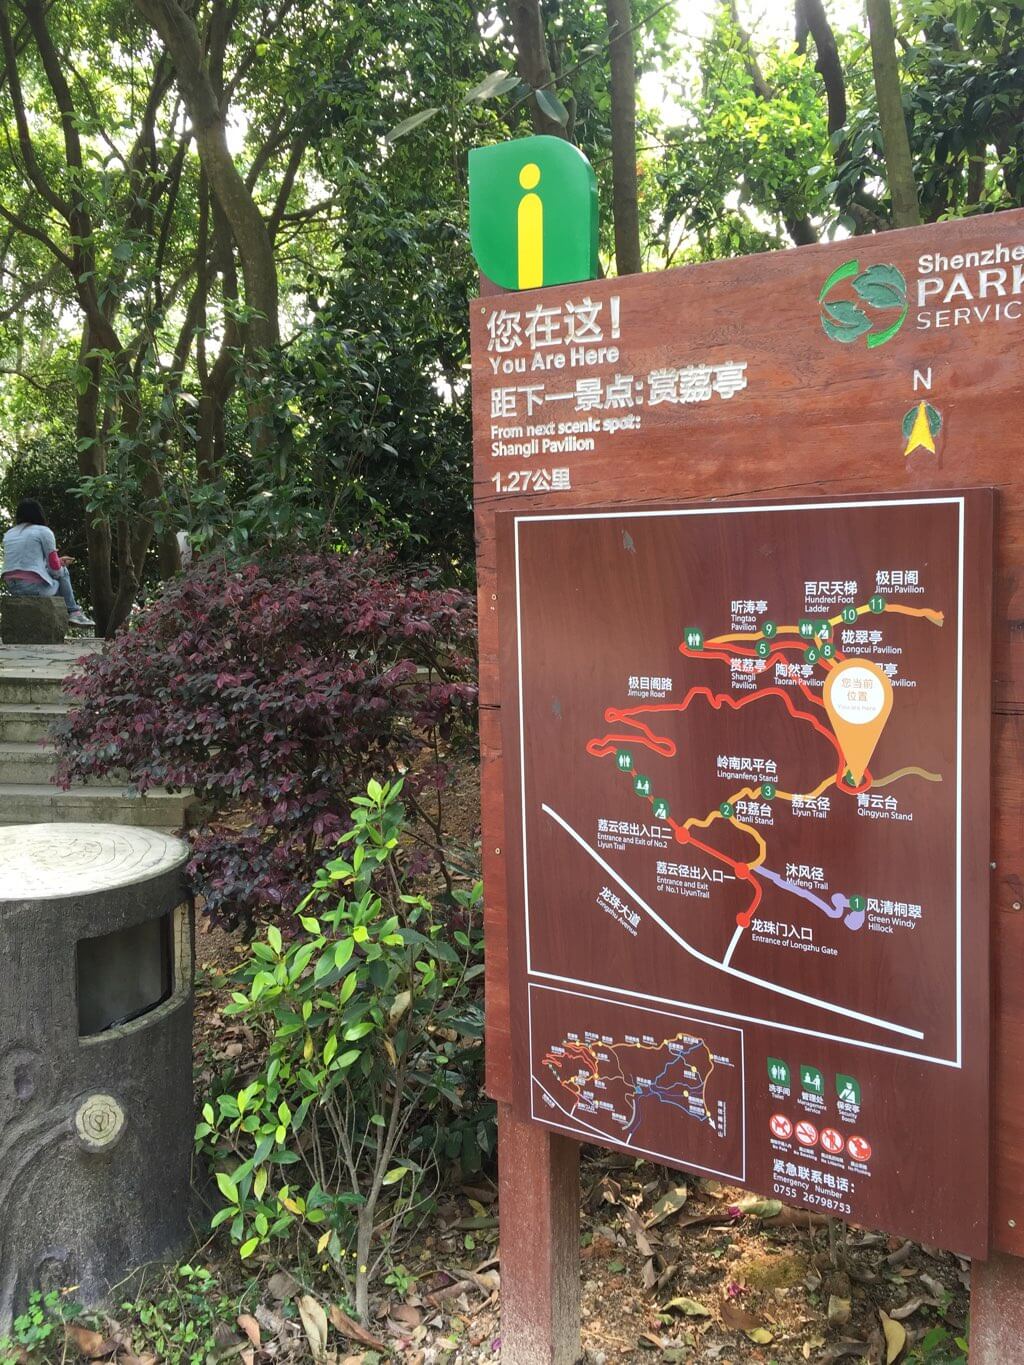 Shenzhe
PARK
SERVIC
您在这!
You Are Here
距下一景点:赏荔亭
From next scenic spot:
Shangli Pavilion
1.27公里
N
极目阁
Jimu Pavilion
百尺天梯
Hundred Foot
Ladder
11
10
听涛亭
Tingtao
Pavilion
9
栊翠亭
Longcui Pavilion
5
6
8
赏荔亭
Shangli
Pavilion
陶然亭
Taoran Pavilion
亭
Pavilion
您当前
位置
You are Here
极目阁路
Jimuge Road
岭南风平台
Lingnanfeng Stand
3
2
丹荔台
Danli Stand
荔云径
Liyun Trail
青云台
Qingyun Stand
荔云径出入口二
Entrance and Exit of No.2
Liyun Trail
荔云径出入口一
Entrance and Exit
of No.1 LiyunTrail
沐风径
Mufeng Trail
1
风清桐翠
Green Windy
Hillock
龙珠大道
Longzhu Avenue
龙珠门入口
Entrance of Longzhu Gate
洗手间
Toilet
管理处
Management
Service
保安亭
Security
Booth
No Pets
No Smoking
No Littering
紧急联系电话:
Emergency Number
0755 26798753